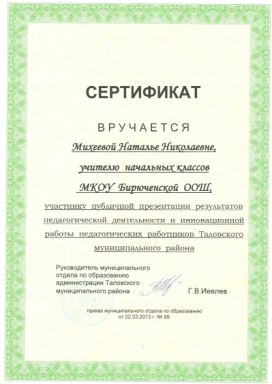 СЕРТИФИКАТ
ВРУЧАЕТСЯ
Михеевой Наталье Николаевне,
учителю начальных классов
МКОУ Бирюченской ООШ,
участнику публичной презентации результатов
педагогической деятельности и инновационной
работы педагогических работников Таловского
муниципального района
Руководитель муниципального
отдела по образованию
администрации Таловского
муниципального района Г.В.Иевлев
приказ муниципального отдела по образованию
от 22.03.2013 г. № 99